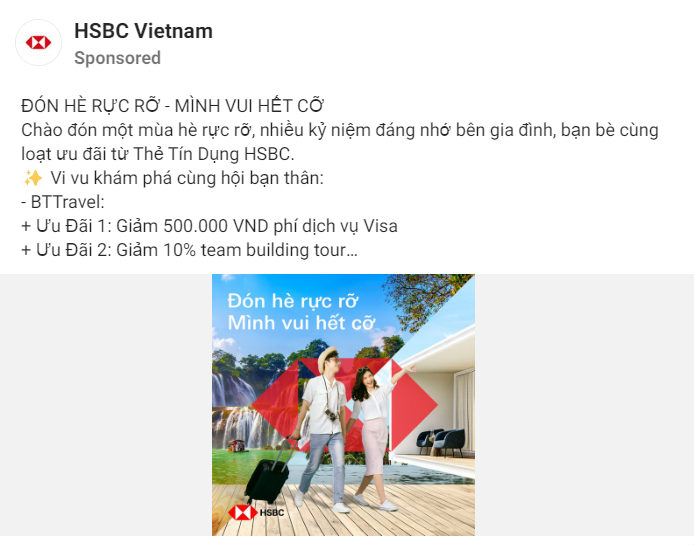 HSBC Vietnam
Sponsored
ĐÓN HÈ RỰC RỠ - MÌNH VUI HẾT CỠ
Chào đón một mùa hè rực rỡ, nhiều kỷ niệm đáng nhớ bên gia đình, bạn bè cùng
loạt ưu đãi từ Thẻ Tín Dụng HSBC.
✨ Vi vu khám phá cùng hội bạn thân:
- BTTravel:
+ Ưu Đãi 1: Giảm 500.000 VND phí dịch vụ Visa
+ Ưu Đãi 2: Giảm 10% team building tour…
Đón hè rực rỡ
Mình vui hết cỡ
HSBC